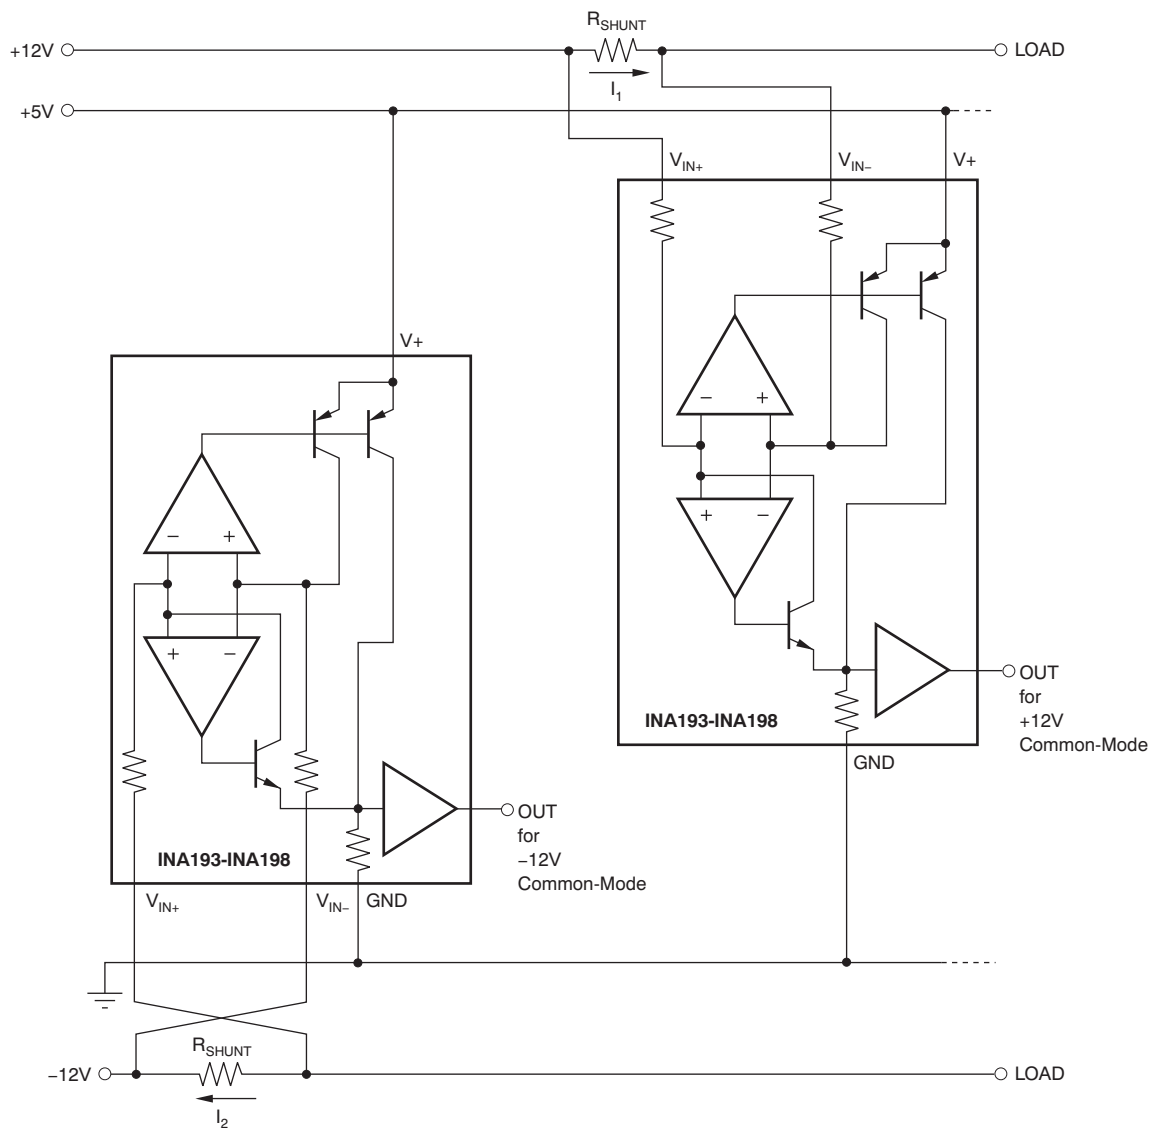 R_SHUNT
+12V
LOAD
I_1
+5V
V_IN+
V_IN–
V+
– +
+ –
INA193-INA198
OUT
for
+12V
Common-Mode
GND
V+
– +
+ –
INA193-INA198
OUT
for
–12V
Common-Mode
V_IN+
V_IN–
GND
R_SHUNT
–12V
LOAD
I_2